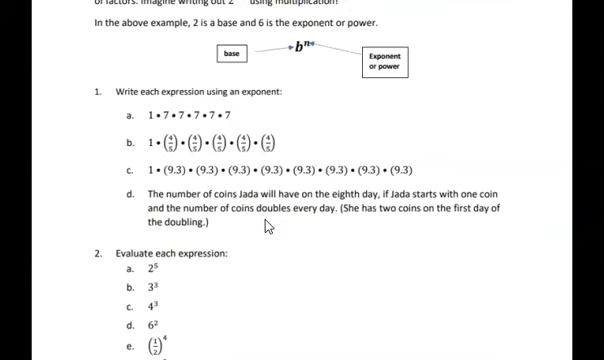 or factors. Imagine writing out 2 using multiplication!
In the above example, 2 is a base and 6 is the exponent or power.
base
bⁿ
Exponent
or power
1. Write each expression using an exponent:
a. 1 • 7 • 7 • 7 • 7 • 7
b. 1 • (4/5) • (4/5) • (4/5) • (4/5) • (4/5)
c. 1 • (9.3) • (9.3) • (9.3) • (9.3) • (9.3) • (9.3) • (9.3) • (9.3)
d. The number of coins Jada will have on the eighth day, if Jada starts with one coin
and the number of coins doubles every day. (She has two coins on the first day of
the doubling.)
2. Evaluate each expression:
a. 2⁵
b. 3³
c. 4³
d. 6²
e. (1/2)⁴